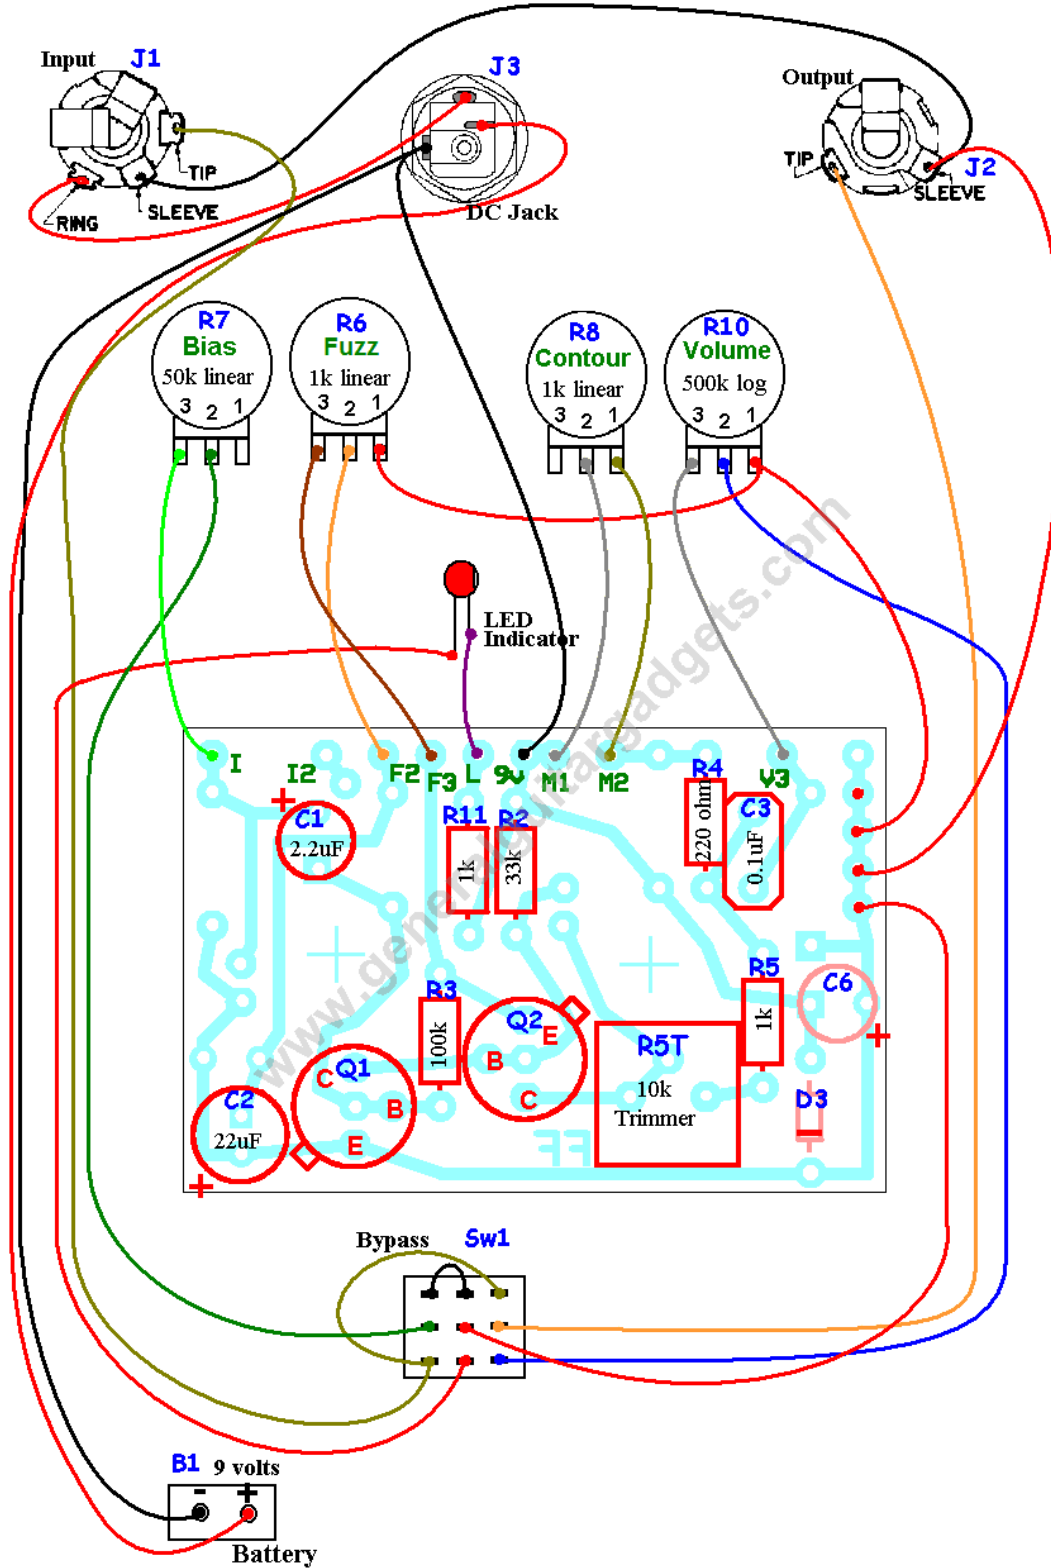 Input
J1
J3
Output
TIP
RING
SLEEVE
DC Jack
TIP
SLEEVE
J2
R7
Bias
50k linear
3 2 1
R6
Fuzz
1k linear
3 2 1
R8
Contour
1k linear
3 2 1
R10
Volume
500k log
3 2 1
LED
Indicator
www.generalguitargadgets.com
I
I2
F2
F3
L
9v
M1
M2
V3
+
C1
2.2uF
R11
1k
R2
33k
R4
220 ohm
C3
0.1uF
R3
100k
Q2
E
B
C
R5
1k
C6
+
Q1
C
B
E
R5T
10k
Trimmer
D3
C2
22uF
+
FF
Bypass
Sw1
B1 9 volts
- +
Battery